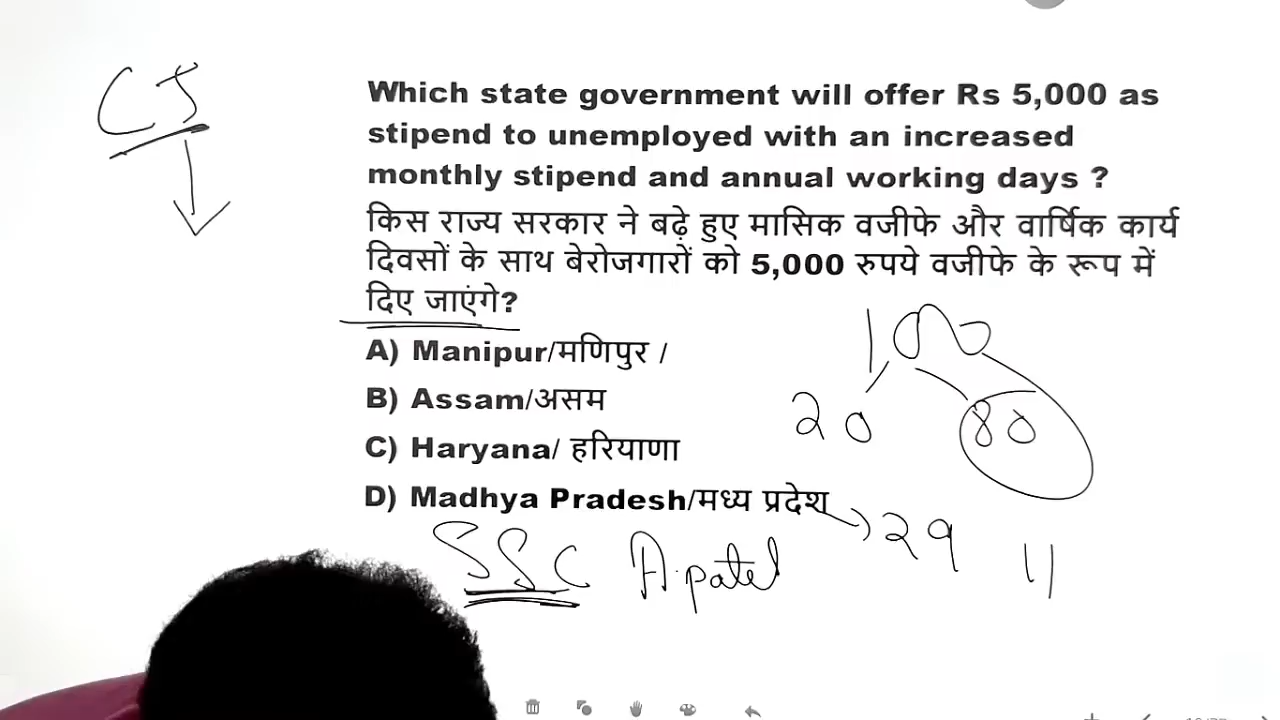 CJ
Which state government will offer Rs 5,000 as
stipend to unemployed with an increased
monthly stipend and annual working days ?
किस राज्य सरकार ने बढ़े हुए मासिक वजीफे और वार्षिक कार्य
दिवसों के साथ बेरोजगारों को 5,000 रुपये वजीफे के रूप में
दिए जाएंगे?
100
A) Manipur/मणिपुर /
B) Assam/असम
20 80
C) Haryana/ हरियाणा
D) Madhya Pradesh/मध्य प्रदेश
29 11
SSC A.patel